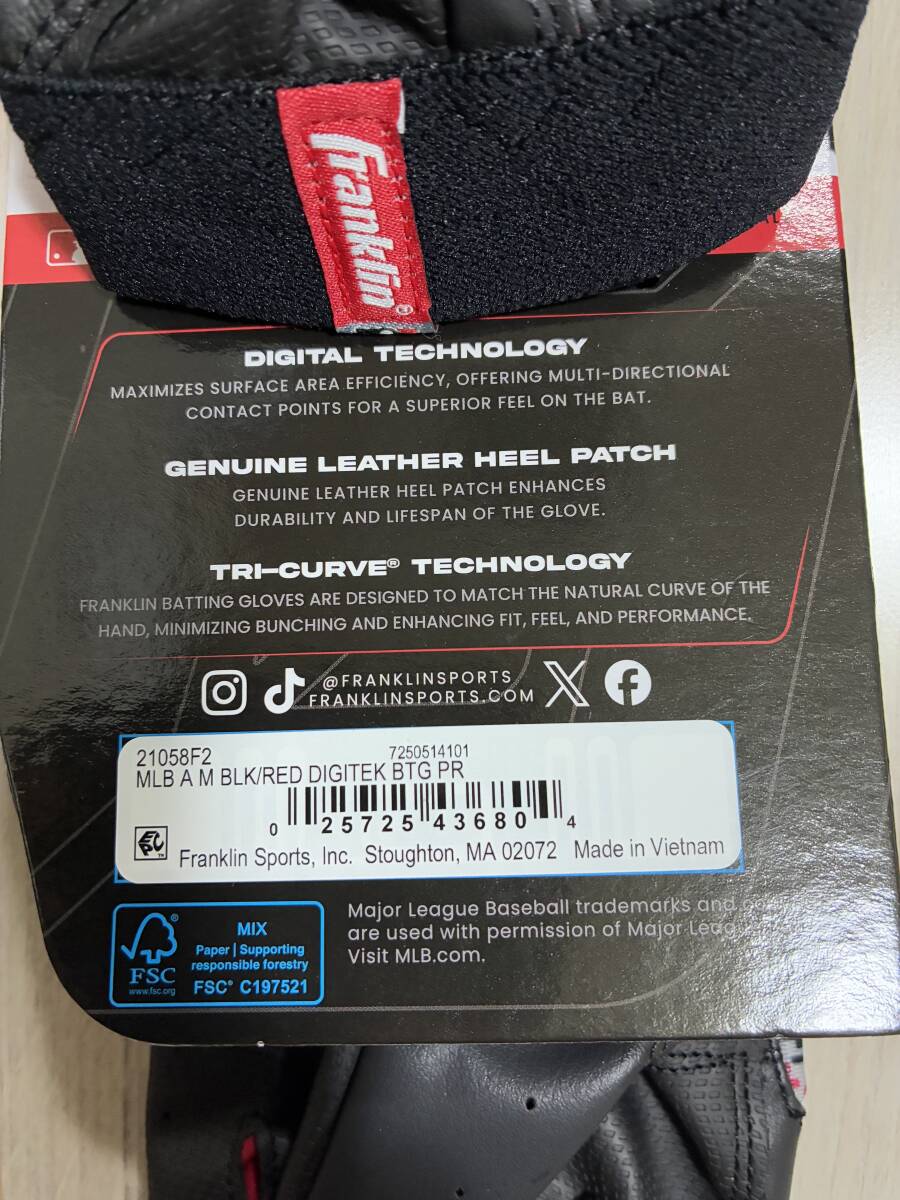 Franklin®
DIGITAL TECHNOLOGY
MAXIMIZES SURFACE AREA EFFICIENCY, OFFERING MULTI-DIRECTIONAL
CONTACT POINTS FOR A SUPERIOR FEEL ON THE BAT.
GENUINE LEATHER HEEL PATCH
GENUINE LEATHER HEEL PATCH ENHANCES
DURABILITY AND LIFESPAN OF THE GLOVE.
TRI-CURVE® TECHNOLOGY
FRANKLIN BATTING GLOVES ARE DESIGNED TO MATCH THE NATURAL CURVE OF THE
HAND, MINIMIZING BUNCHING AND ENHANCING FIT, FEEL, AND PERFORMANCE.
@FRANKLINSPORTS
FRANKLINSPORTS.COM
21058F2 7250514101
MLB A M BLK/RED DIGITEK BTG PR
0 25725 43680 4
Franklin Sports, Inc. Stoughton, MA 02072 Made in Vietnam
FSC®
www.fsc.org
MIX
Paper | Supporting
responsible forestry
FSC® C197521
Major League Baseball trademarks and
are used with permission of Major
Visit MLB.com.